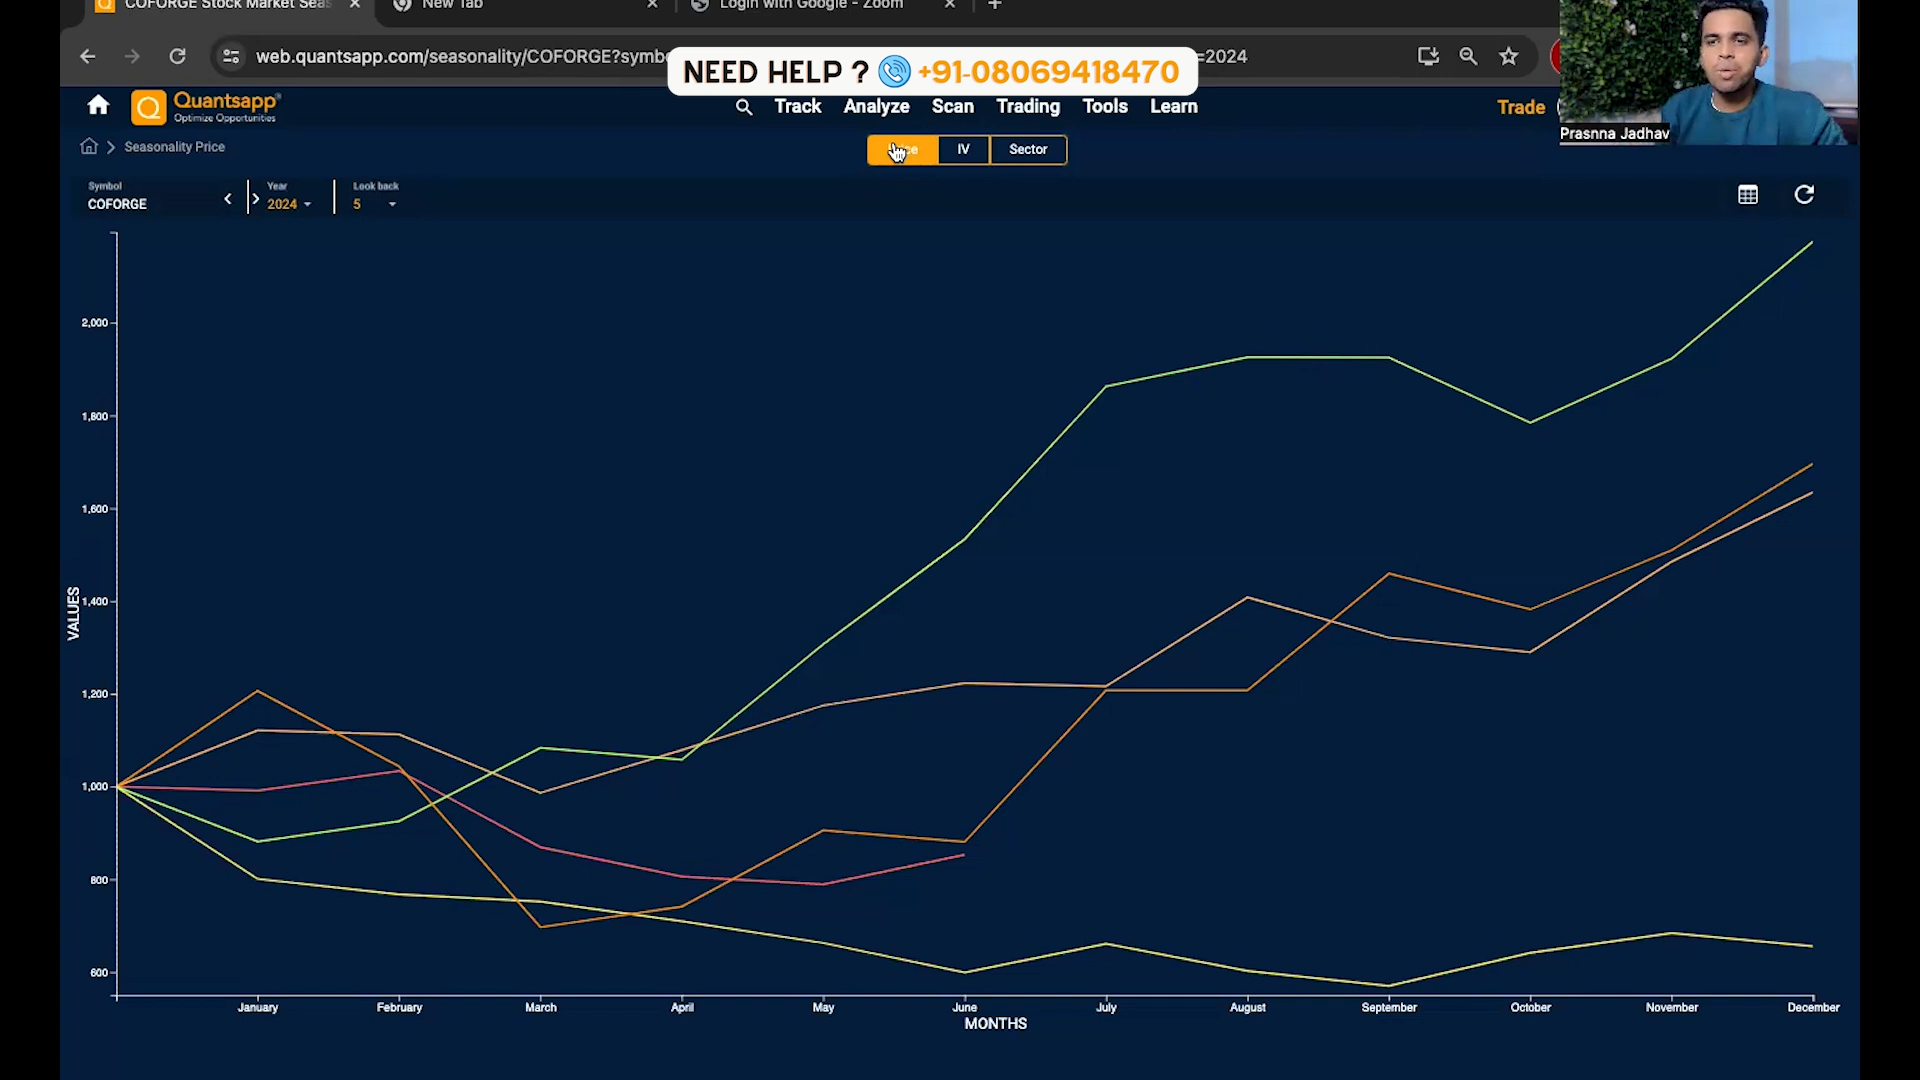 COFORGE Stock Market Seas
New Tab
Login with Google - Zoom
web.quantsapp.com/seasonality/COFORGE?symbo
=2024
NEED HELP ? +91-08069418470
Quantsapp
Optimize Opportunities
Track Analyze Scan Trading Tools Learn
Trade
Prasnna Jadhav
Seasonality Price
IV Sector
Symbol
COFORGE
Year
2024
Look back
5
2,000
1,800
1,600
1,400
1,200
1,000
800
600
VALUES
January February March April May June July August September October November December
MONTHS